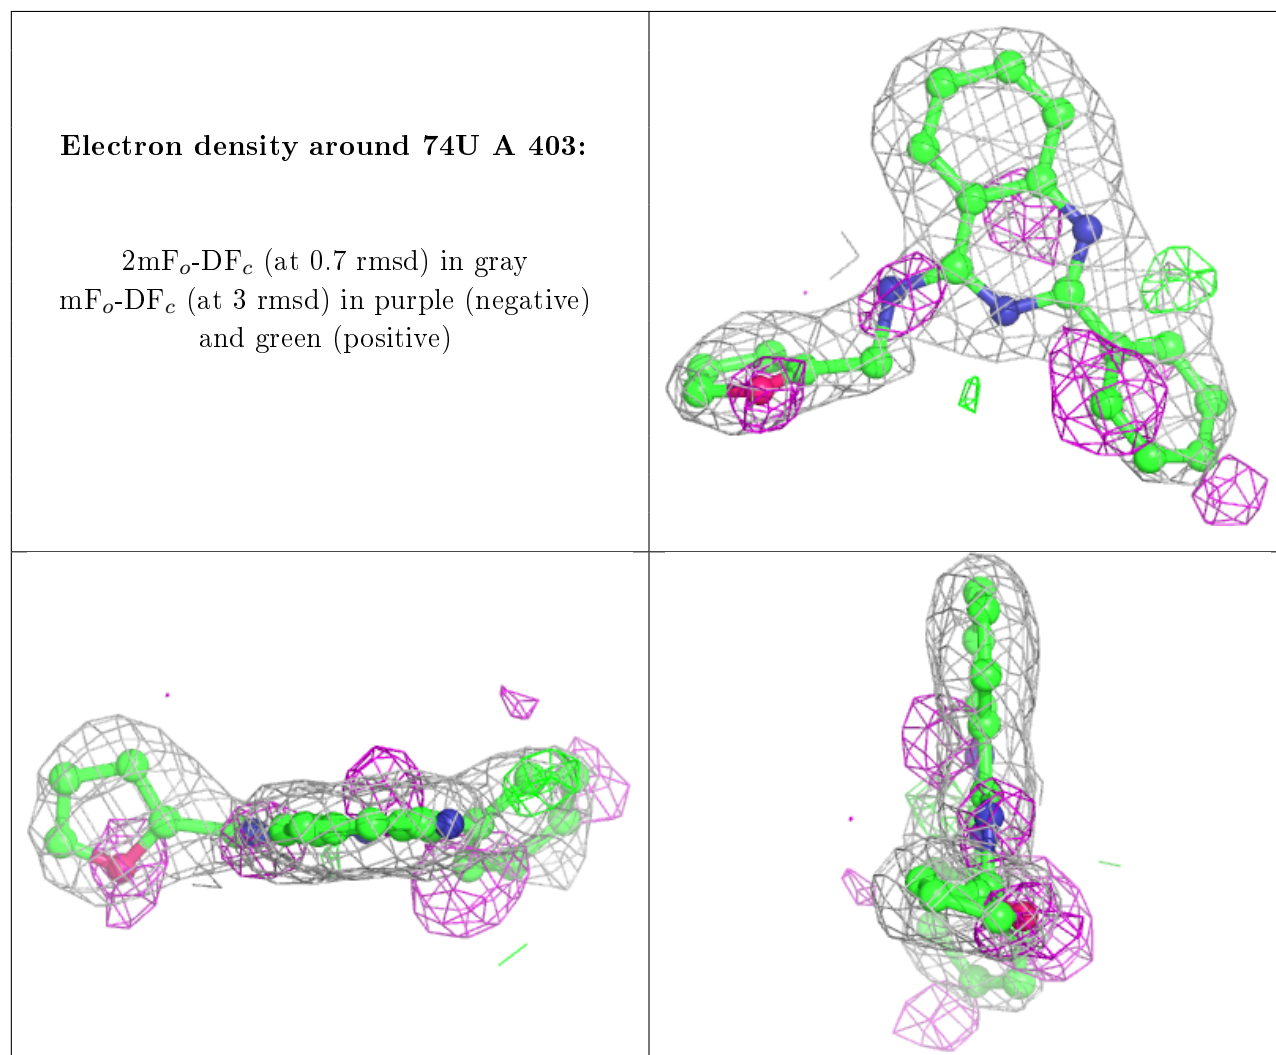 Electron density around 74U A 403:
2mFₒ-DF𝒸 (at 0.7 rmsd) in gray
mFₒ-DF𝒸 (at 3 rmsd) in purple (negative)
and green (positive)